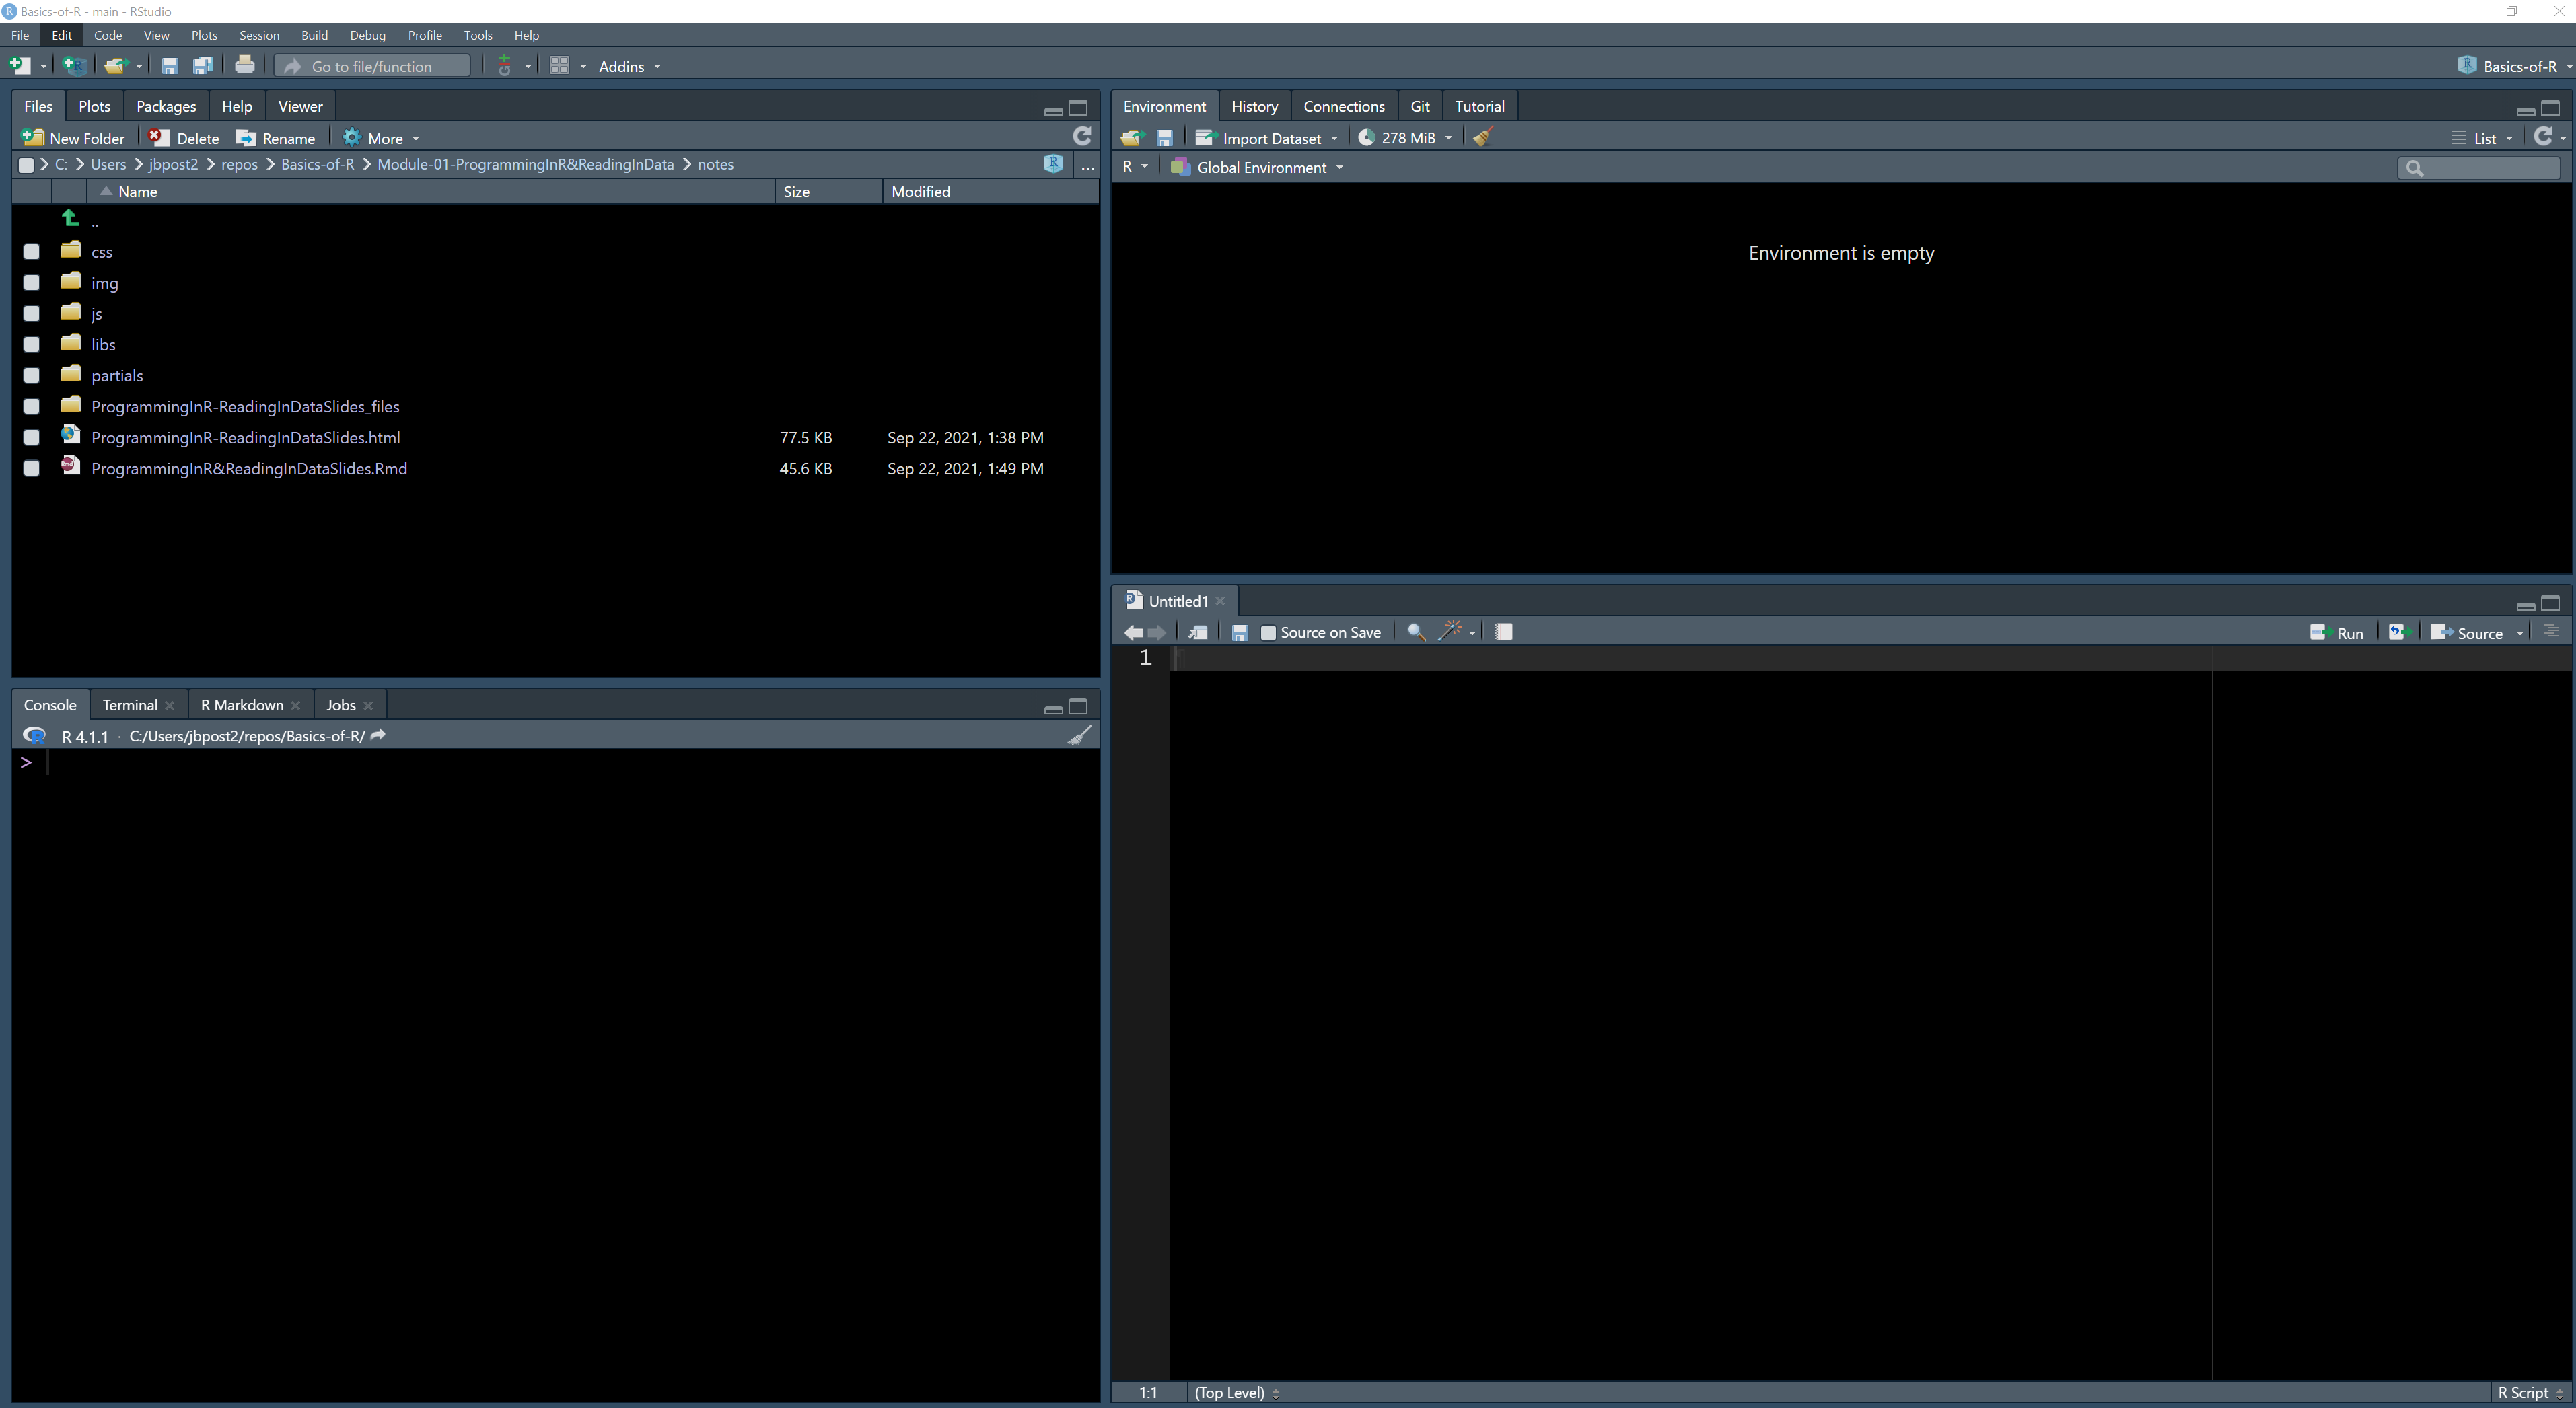 Basics-of-R - main - RStudio
File Edit Code View Plots Session Build Debug Profile Tools Help
Go to file/function Addins Basics-of-R
Files Plots Packages Help Viewer
New Folder Delete Rename More
C: Users jbpost2 repos Basics-of-R Module-01-ProgrammingInR&ReadingInData notes R ...
Name Size Modified
..
css
img
js
libs
partials
ProgrammingInR-ReadingInDataSlides_files
ProgrammingInR-ReadingInDataSlides.html 77.5 KB Sep 22, 2021, 1:38 PM
ProgrammingInR&ReadingInDataSlides.Rmd 45.6 KB Sep 22, 2021, 1:49 PM
Console Terminal R Markdown Jobs
R 4.1.1 · C:/Users/jbpost2/repos/Basics-of-R/
>
Environment History Connections Git Tutorial
Import Dataset 278 MiB List
R Global Environment
Environment is empty
Untitled1
Source on Save Run Source
1
1:1 (Top Level) R Script